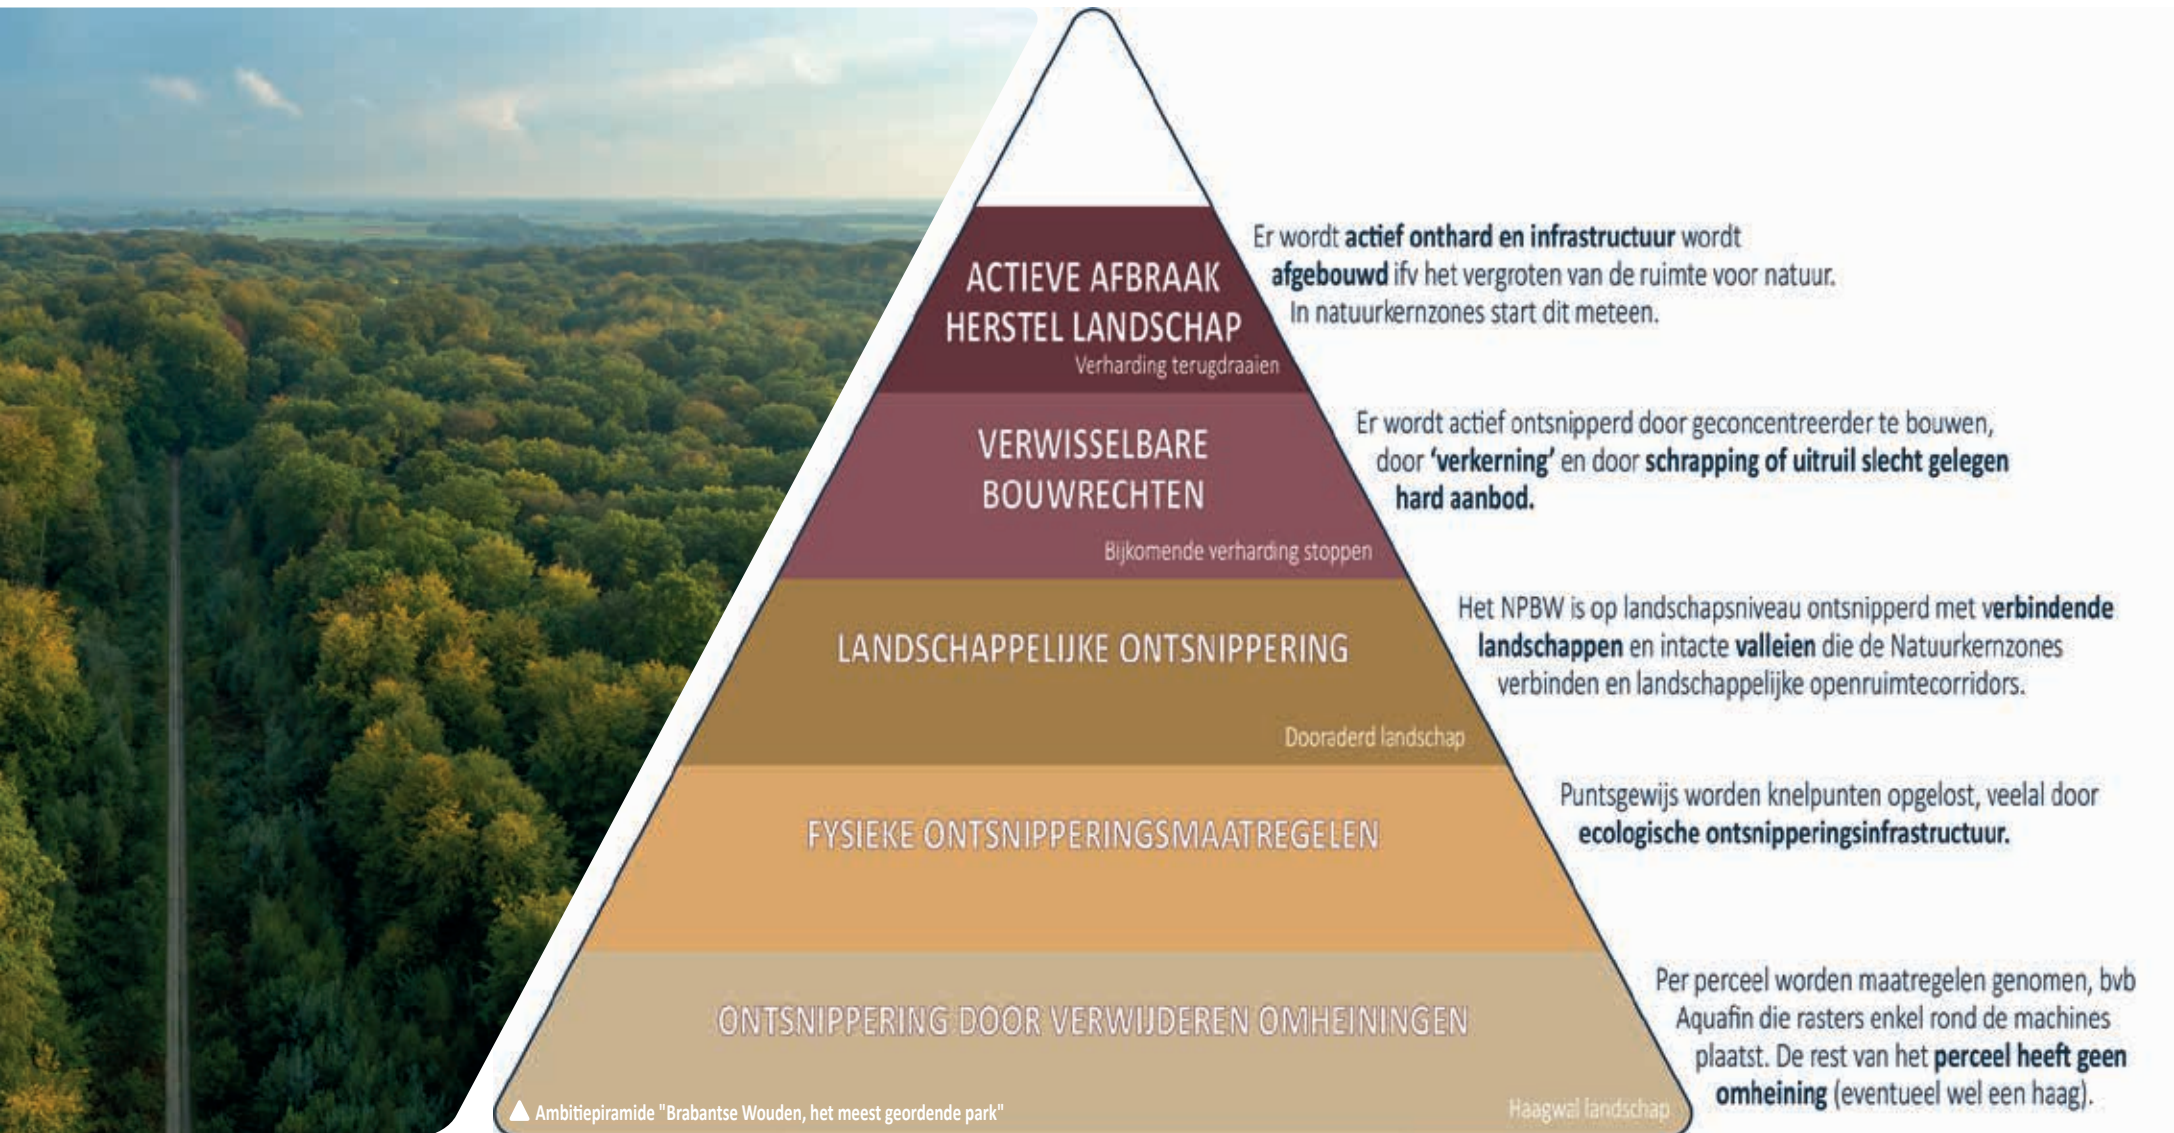 Er wordt actief onthard en infrastructuur wordt
afgebouwd ifv het vergroten van de ruimte voor natuur.
In natuurkernzones start dit meteen.
ACTIEVE AFBRAAK
HERSTEL LANDSCHAP
Verharding terugdraaien
Er wordt actief ontsnipperd door geconcentreerder te bouwen,
door ‘verkerning’ en door schrapping of uitruil slecht gelegen
hard aanbod.
VERWISSELBARE
BOUWRECHTEN
Bijkomende verharding stoppen
Het NPBW is op landschapsniveau ontsnipperd met verbindende
landschappen en intacte valleien die de Natuurkernzones
verbinden en landschappelijke openruimtecorridors.
LANDSCHAPPELIJKE ONTSNIPPERING
Dooraderd landschap
Puntsgewijs worden knelpunten opgelost, veelal door
ecologische ontsnipperingsinfrastructuur.
FYSIEKE ONTSNIPPERINGSMAATREGELEN
Per perceel worden maatregelen genomen, bvb
Aquafin die rasters enkel rond de machines
plaatst. De rest van het perceel heeft geen
omheining (eventueel wel een haag).
ONTSNIPPERING DOOR VERWIJDEREN OMHEININGEN
Haagwal landschap
Ambitiepiramide "Brabantse Wouden, het meest geordende park"